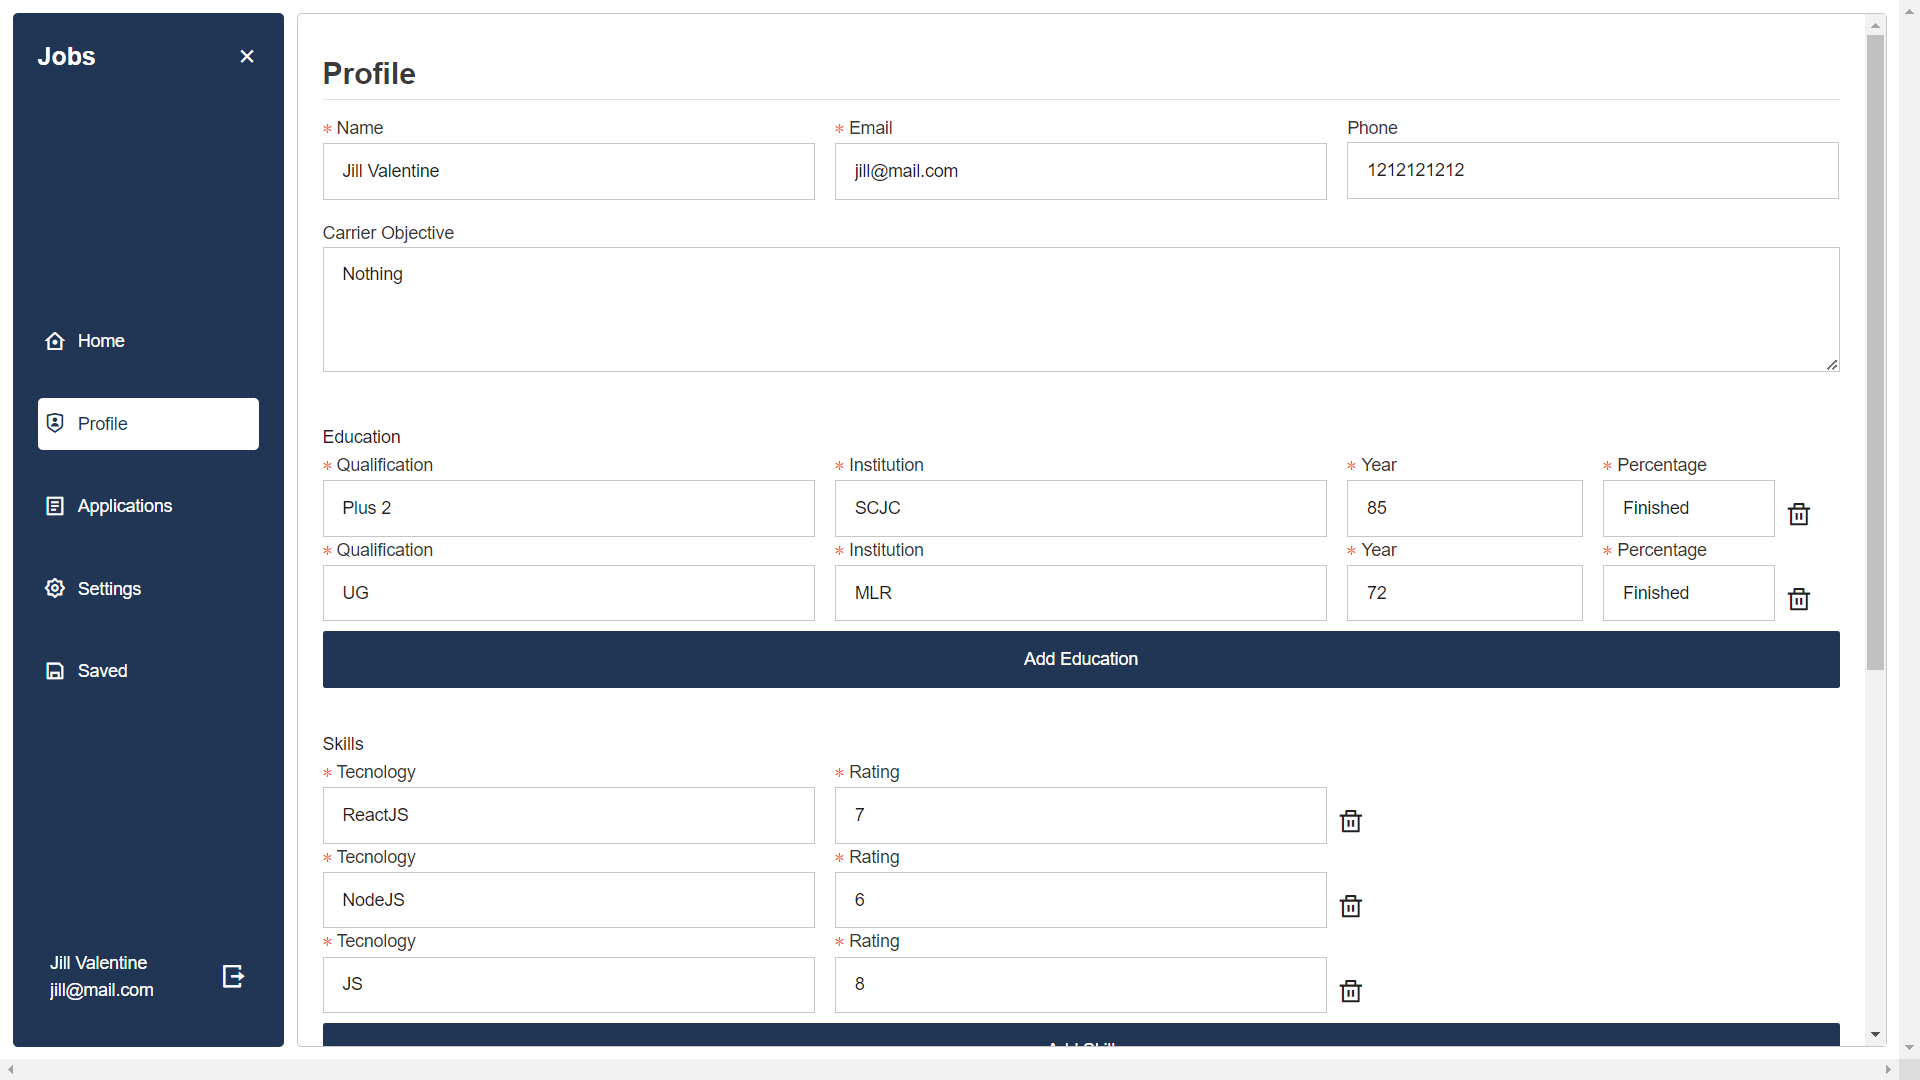 Jobs
Home
Profile
Applications
Settings
Saved
Jill Valentine
jill@mail.com
Profile
* Name
* Email
Phone
Jill Valentine
jill@mail.com
1212121212
Carrier Objective
Nothing
Education
* Qualification
* Institution
* Year
* Percentage
Plus 2
SCJC
85
Finished
* Qualification
* Institution
* Year
* Percentage
UG
MLR
72
Finished
Add Education
Skills
* Tecnology
* Rating
ReactJS
7
* Tecnology
* Rating
NodeJS
6
* Tecnology
* Rating
JS
8
Add Skill